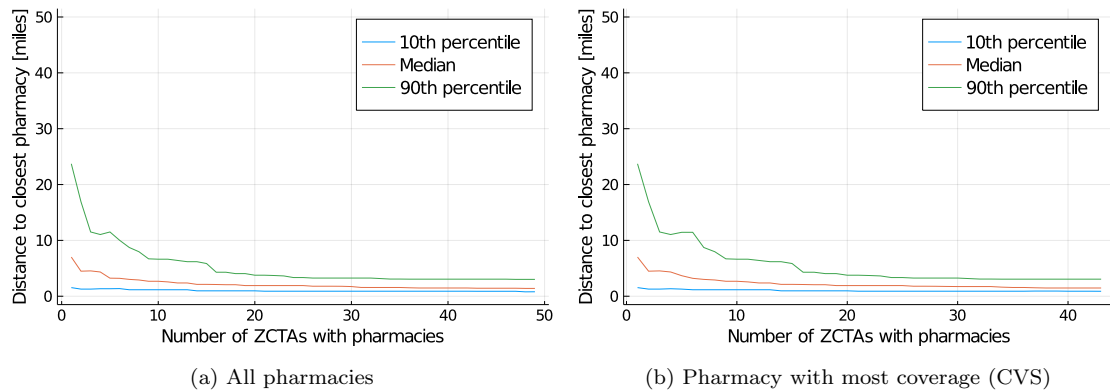 50
40
30
20
10
0
Distance to closest pharmacy [miles]
10th percentile
Median
90th percentile
0 10 20 30 40 50
Number of ZCTAs with pharmacies
(a) All pharmacies
50
40
30
20
10
0
Distance to closest pharmacy [miles]
10th percentile
Median
90th percentile
0 10 20 30 40
Number of ZCTAs with pharmacies
(b) Pharmacy with most coverage (CVS)